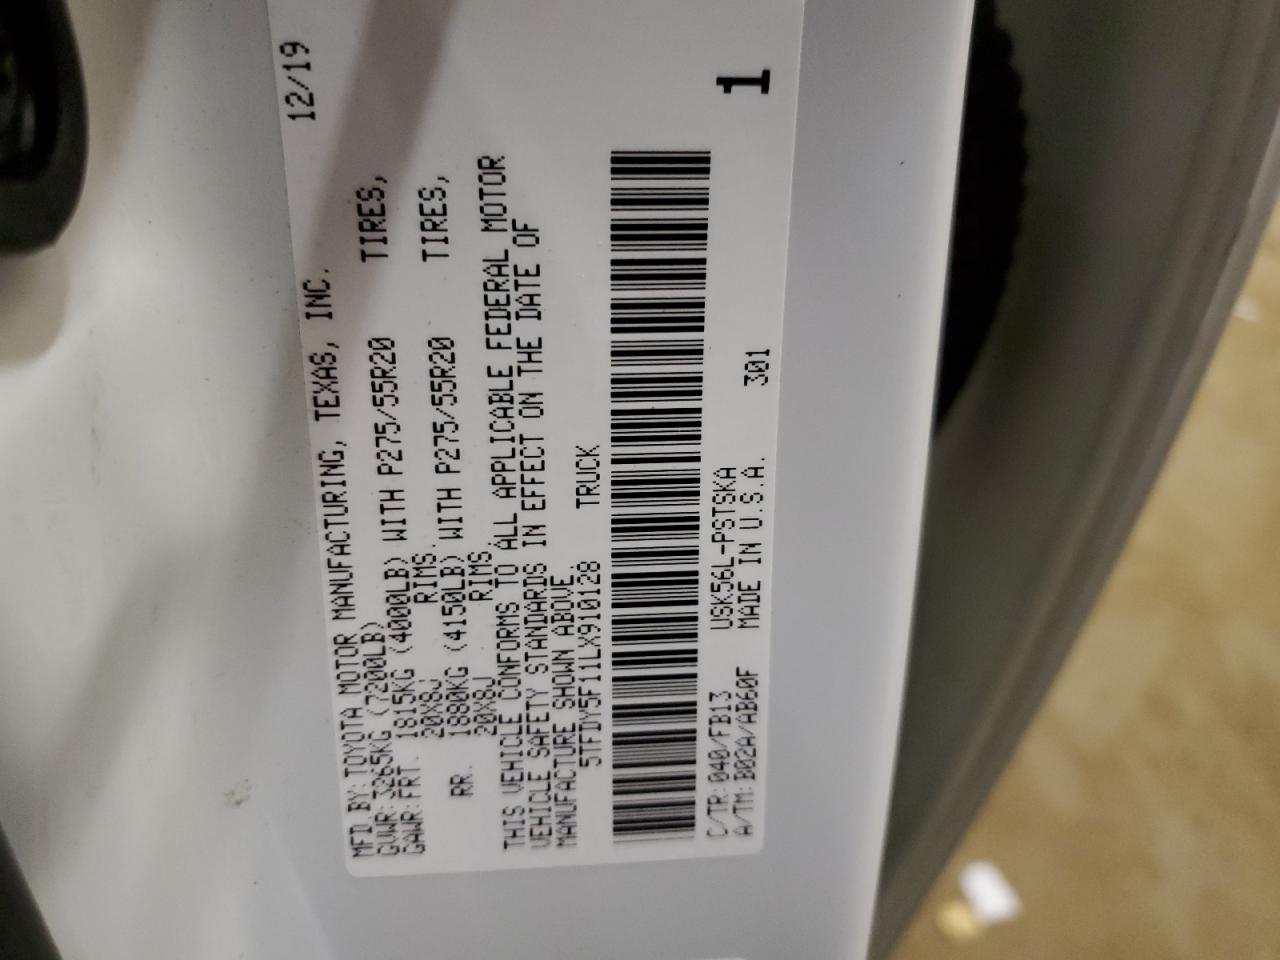 MFD BY: TOYOTA MOTOR MANUFACTURING, TEXAS, INC. 12/19
GVWR: 3265KG (7200LB)
GAWR: FRT. 1815KG (4000LB) WITH P275/55R20 TIRES,
20X8J RIMS.
RR. 1880KG (4150LB) WITH P275/55R20 TIRES,
20X8J RIMS.
THIS VEHICLE CONFORMS TO ALL APPLICABLE FEDERAL MOTOR
VEHICLE SAFETY STANDARDS IN EFFECT ON THE DATE OF
MANUFACTURE SHOWN ABOVE.
5TFDY5F11LX910128 TRUCK
C/TR: 040/FB13 USK56L-PSTSKA 1
A/TM: B02A/AB60F MADE IN U.S.A. 301